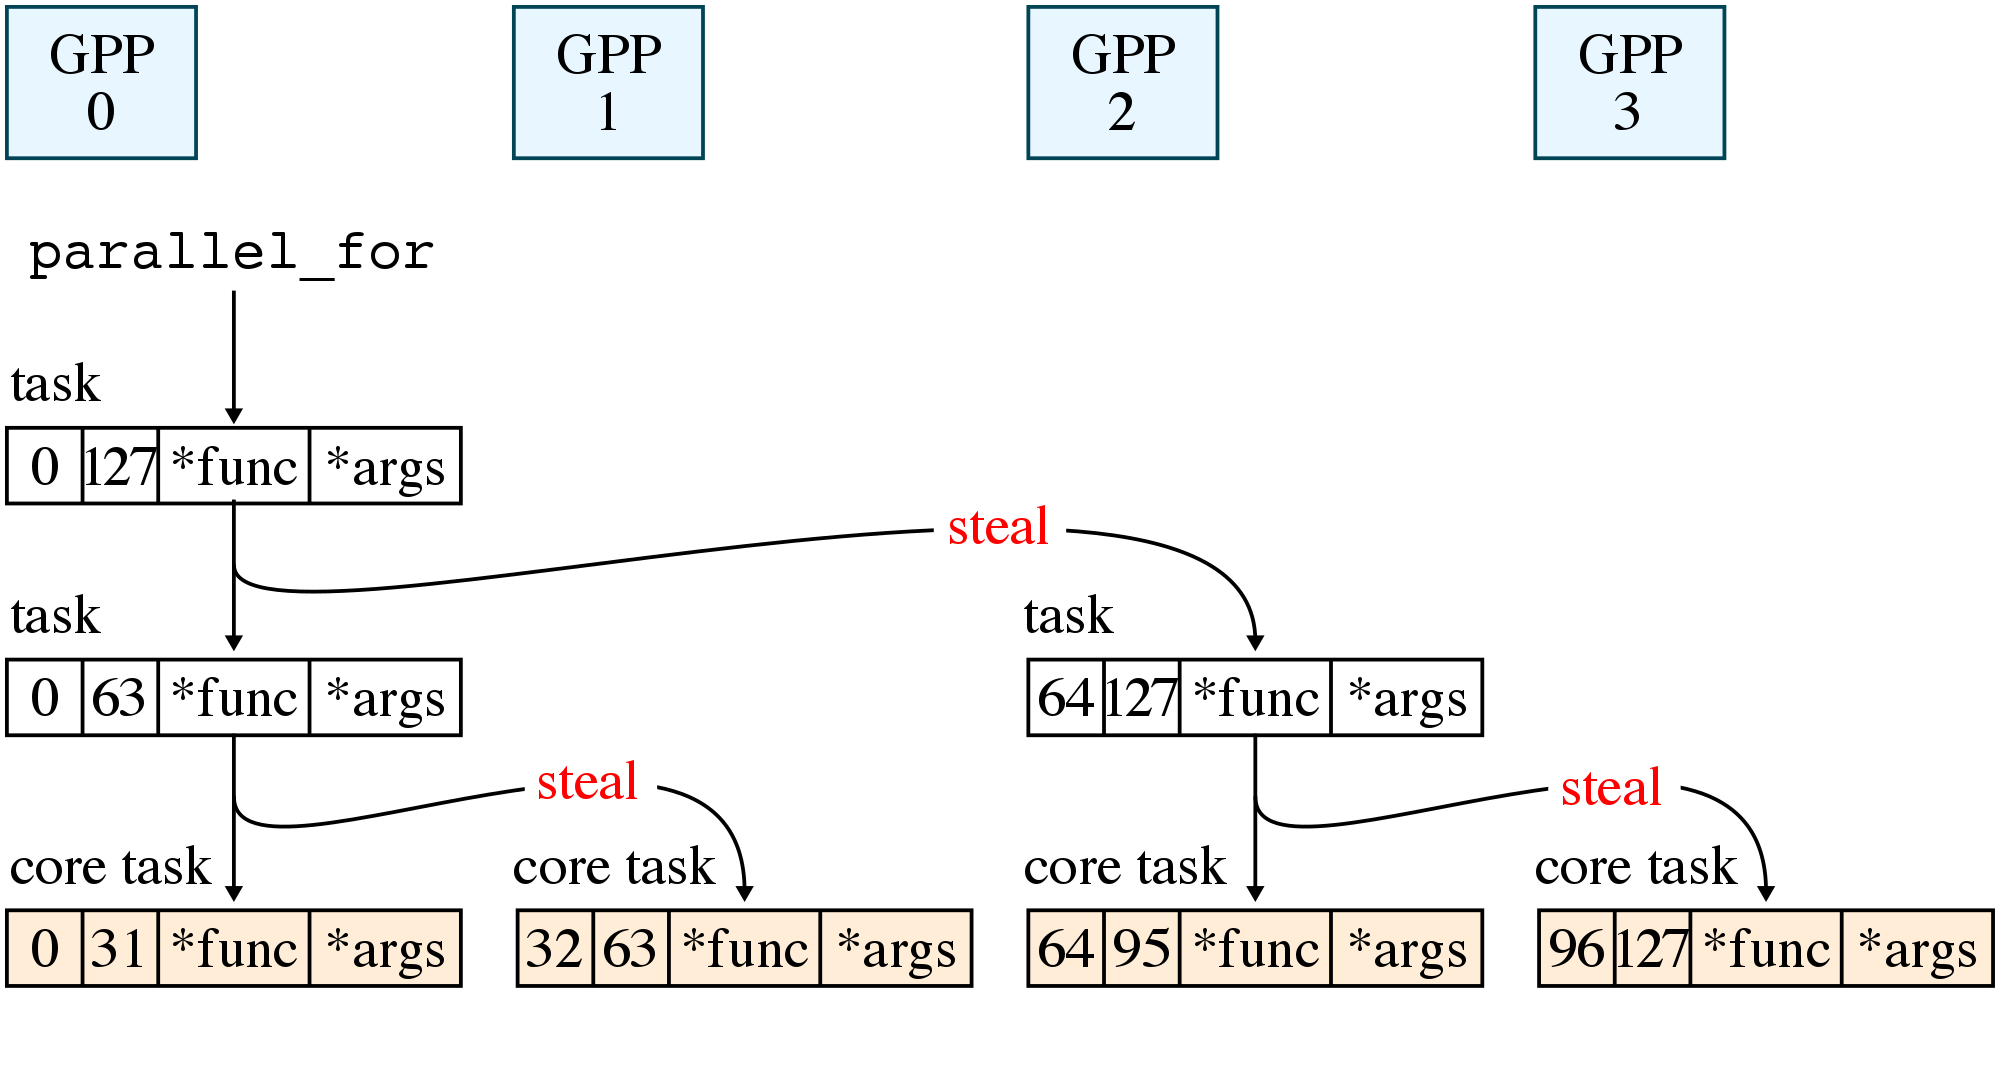 GPP
0
GPP
1
GPP
2
GPP
3
parallel_for
task
0 127 *func *args
steal
task
0 63 *func *args
task
64 127 *func *args
steal
steal
core task
0 31 *func *args
core task
32 63 *func *args
core task
64 95 *func *args
core task
96 127 *func *args